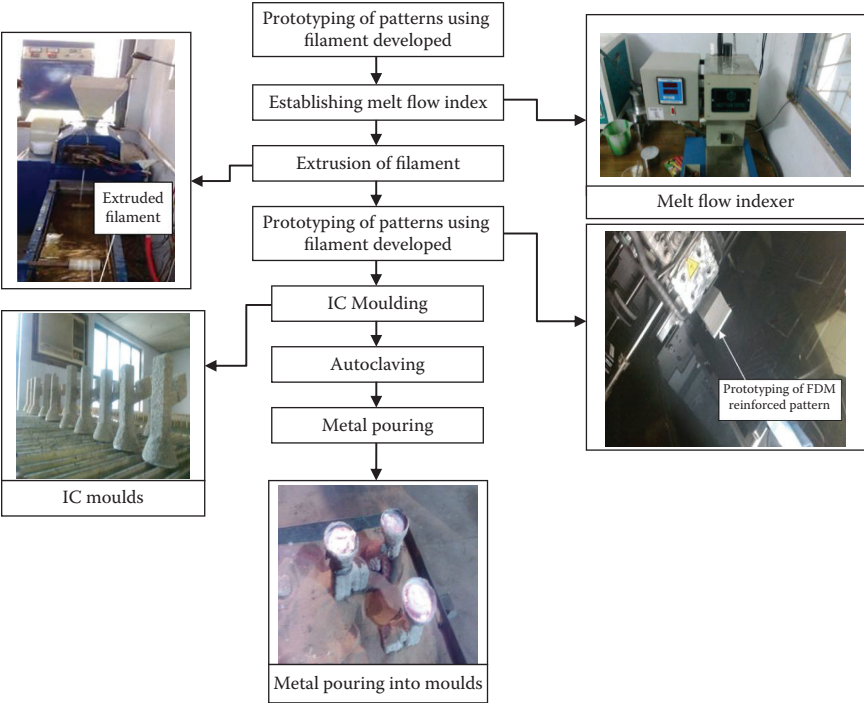 Prototyping of patterns using
filament developed
Establishing melt flow index
Extrusion of filament
Prototyping of patterns using
filament developed
IC Moulding
Autoclaving
Metal pouring
Extruded
filament
Melt flow indexer
Prototyping of FDM
reinforced pattern
IC moulds
Metal pouring into moulds